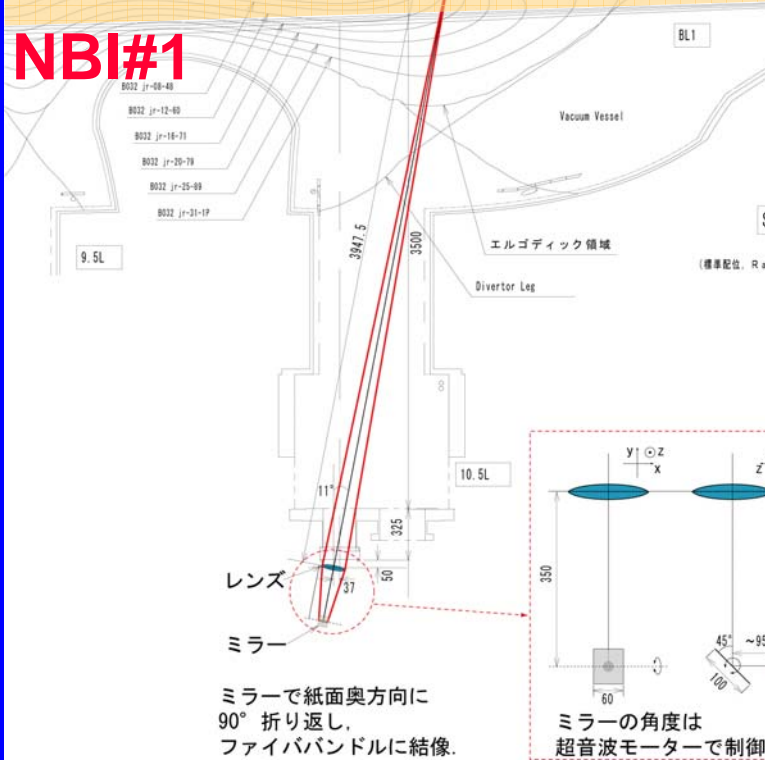 NBI#1
BL1
B032 jr-08-48
B032 jr-12-60
B032 jr-16-71
B032 jr-20-79
B032 jr-25-89
B032 jr-31-1P
Vacuum Vessel
9.5L
3947.5
3500
エルゴディック領域
Divertor Leg
(標準配位, R a
10.5L
11°
325
50
37
レンズ
ミラー
y z
x
z
350
45°
~95
100
60
ミラーで紙面奥方向に
90° 折り返し,
ファイババンドルに結像.
ミラーの角度は
超音波モーターで制御